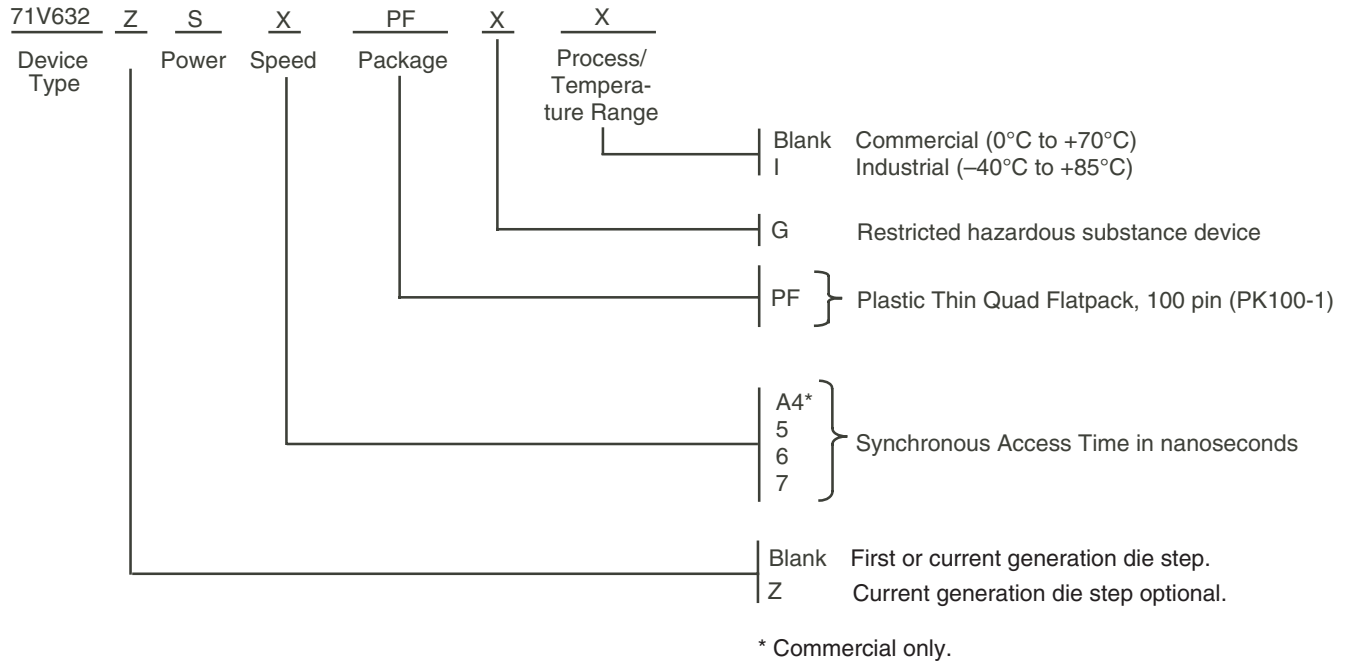 71V632 Z S X PF X X
Device Type
Power
Speed
Package
Process/
Tempera-
ture Range
Blank Commercial (0°C to +70°C)
I Industrial (–40°C to +85°C)
G Restricted hazardous substance device
PF Plastic Thin Quad Flatpack, 100 pin (PK100-1)
A4*
5
6
7
Synchronous Access Time in nanoseconds
Blank First or current generation die step.
Z Current generation die step optional.
* Commercial only.